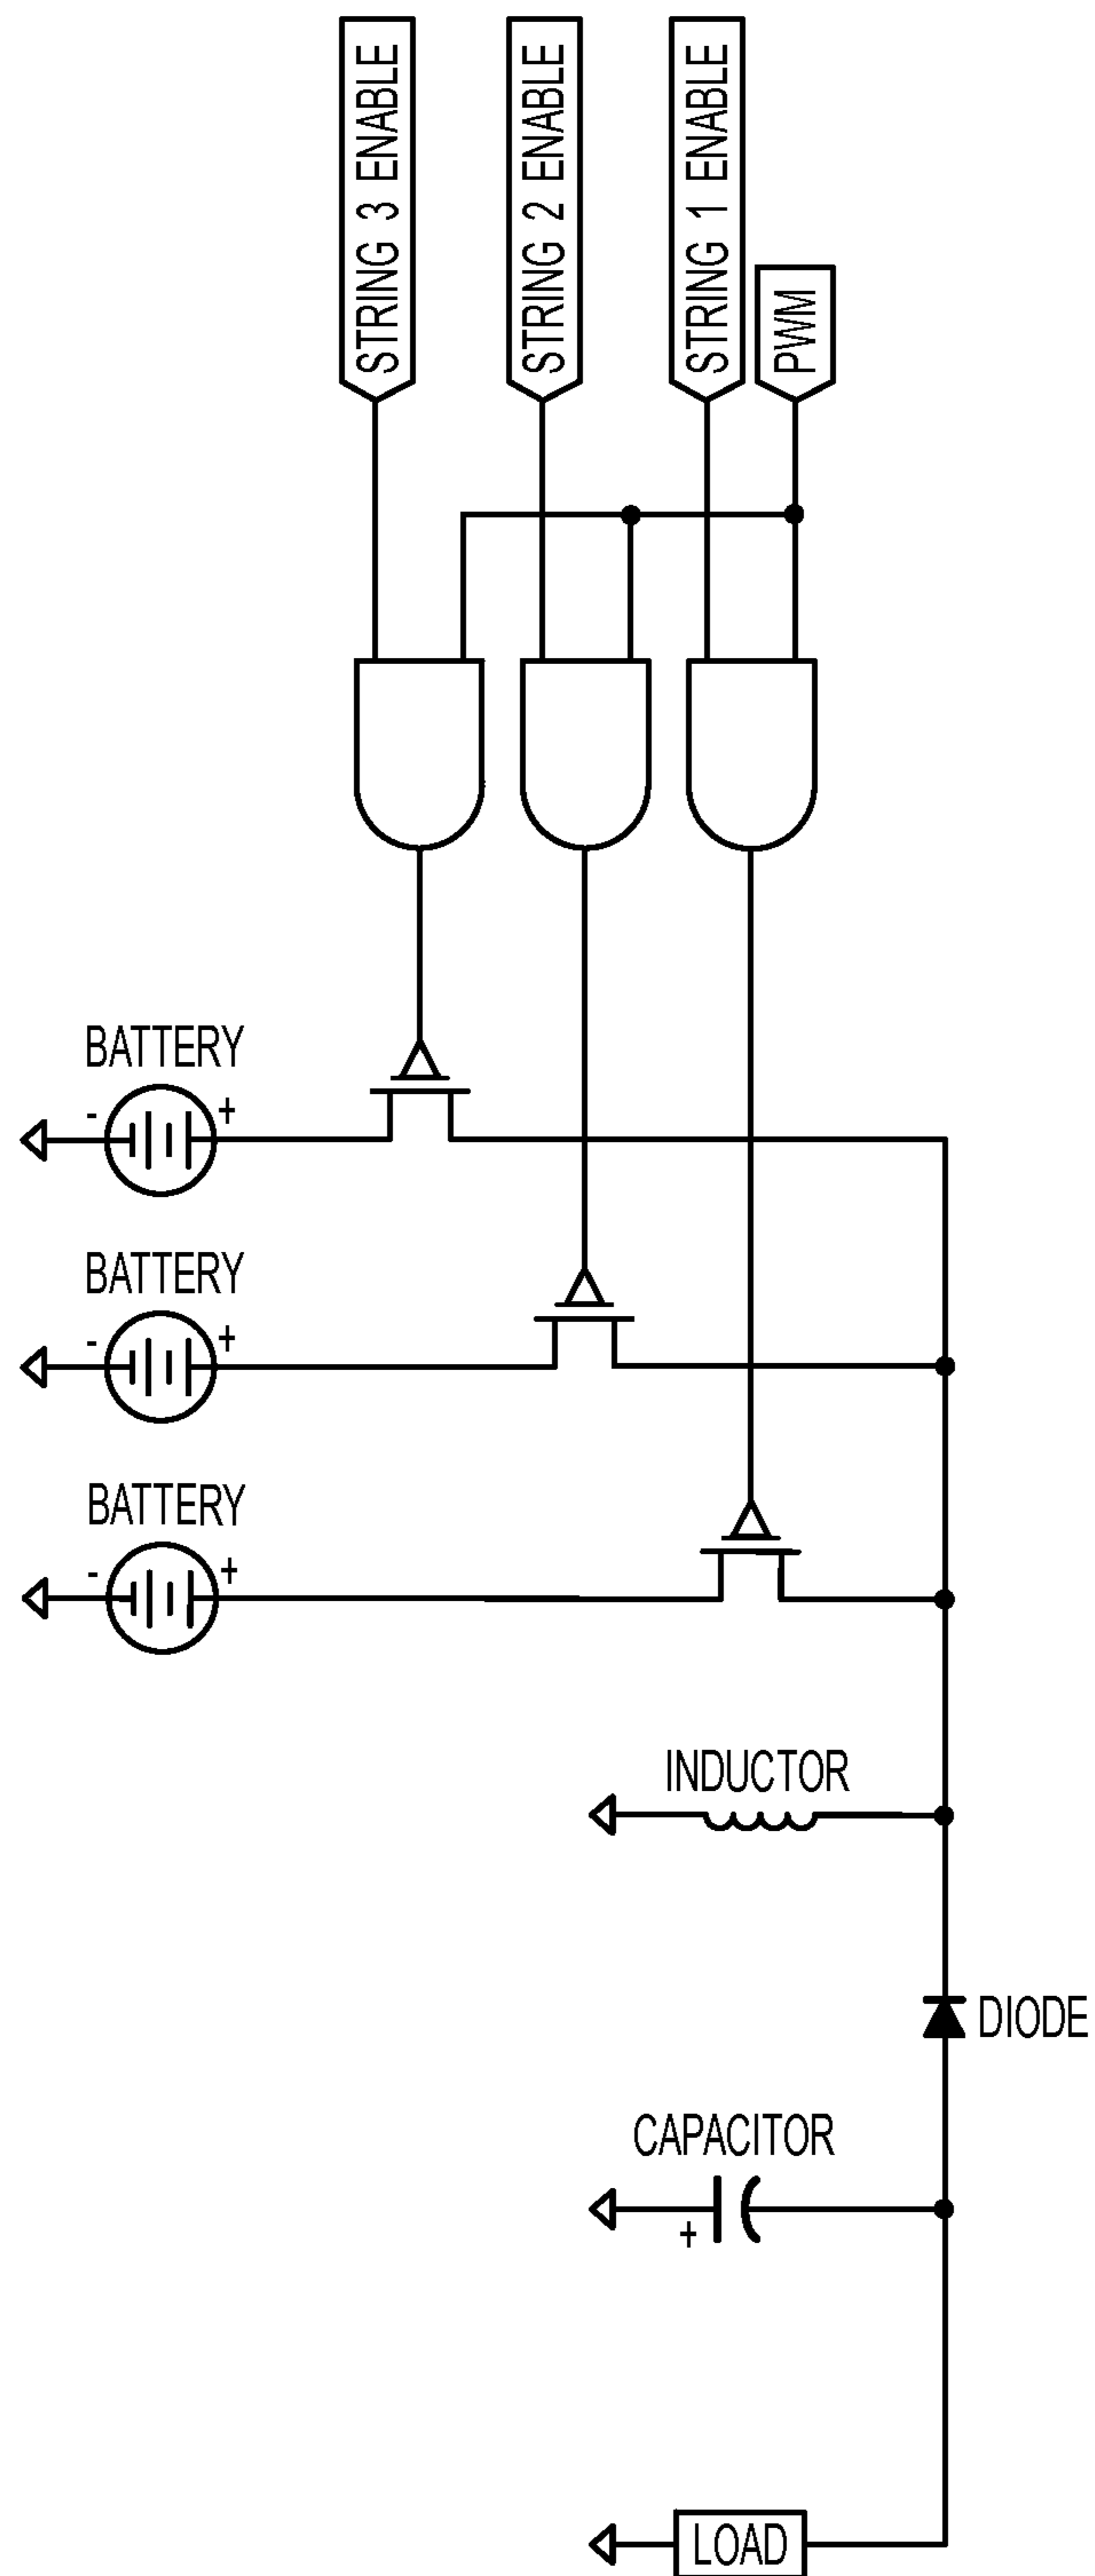 STRING 3 ENABLE
STRING 2 ENABLE
STRING 1 ENABLE
PWM
BATTERY
- +
BATTERY
- +
BATTERY
- +
INDUCTOR
DIODE
CAPACITOR
+
LOAD